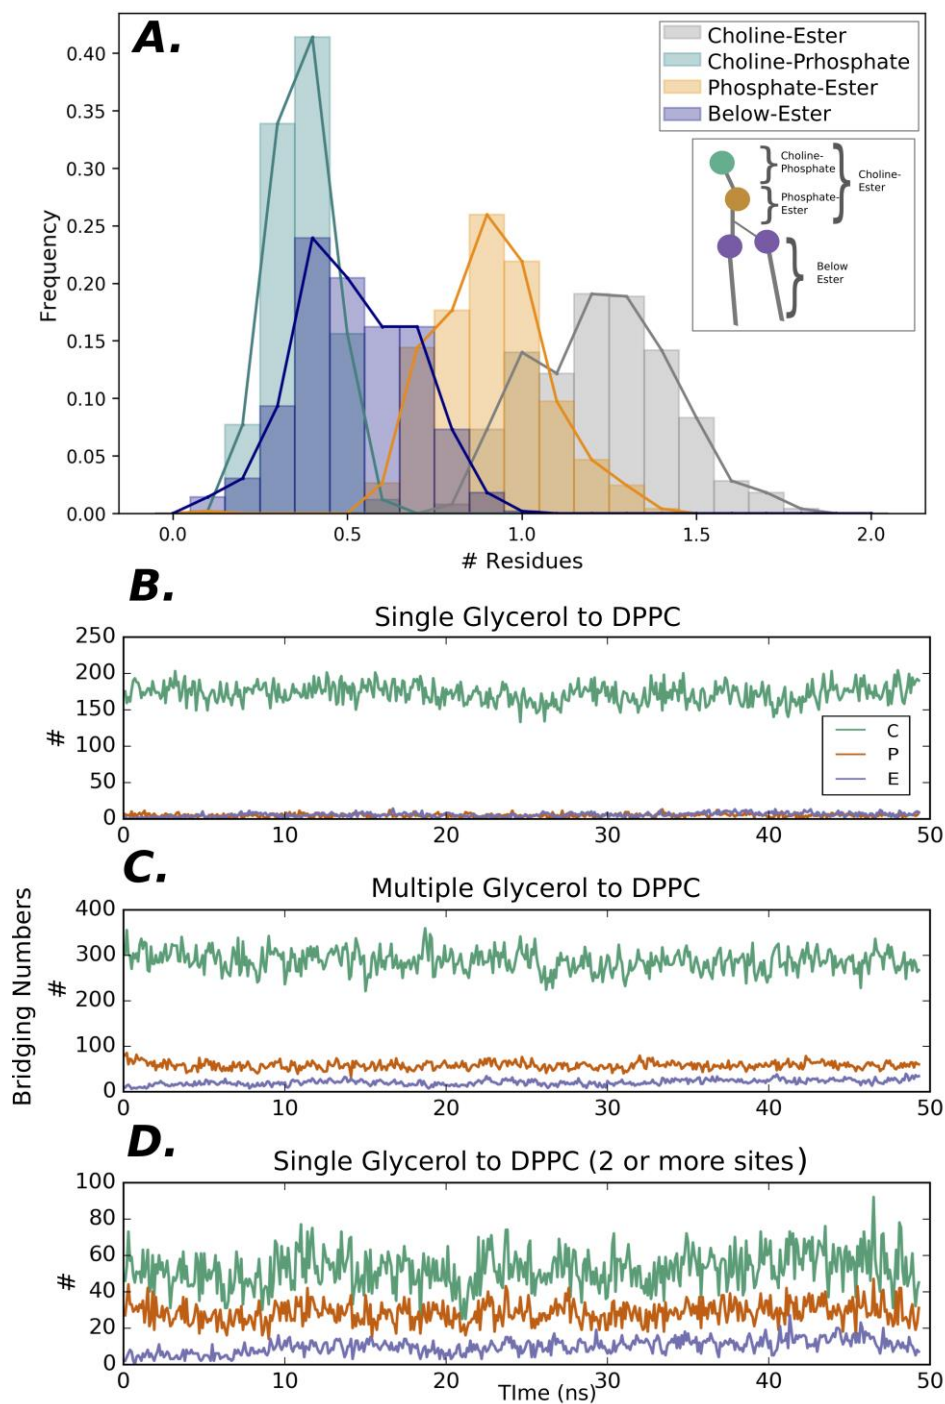 A.
Choline-Ester
Choline-Prhosphate
Phosphate-Ester
Below-Ester
Choline-
Phosphate
Choline-
Ester
Phosphate-
Ester
Below
Ester
0.40
0.35
0.30
0.25
0.20
0.15
0.10
0.05
0.00
Frequency
0.0 0.5 1.0 1.5 2.0
# Residues
B.
Single Glycerol to DPPC
250
200
150
100
50
0
#
C
P
E
0 10 20 30 40 50
C.
Multiple Glycerol to DPPC
400
300
200
100
0
#
Bridging Numbers
0 10 20 30 40 50
D.
Single Glycerol to DPPC (2 or more sites)
100
80
60
40
20
0
#
0 10 20 30 40 50
TIme (ns)